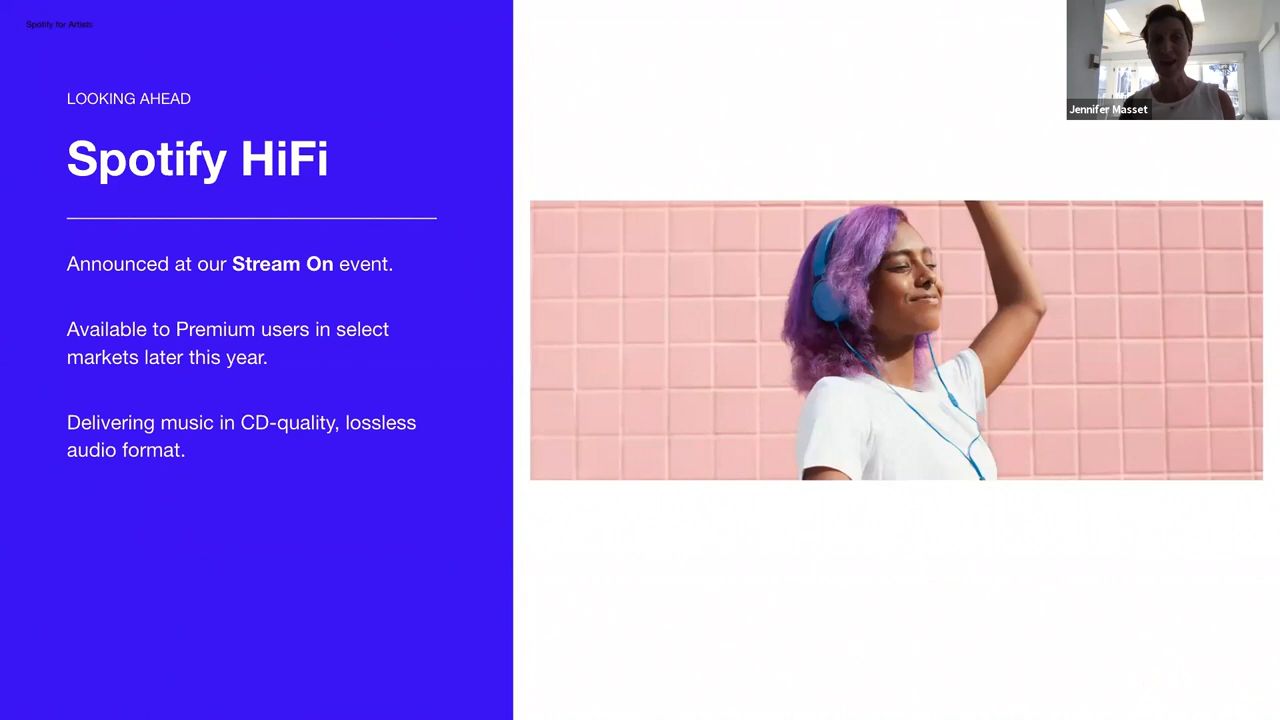 Spotify for Artists
LOOKING AHEAD
Spotify HiFi
Announced at our Stream On event.
Available to Premium users in select
markets later this year.
Delivering music in CD-quality, lossless
audio format.
Jennifer Masset